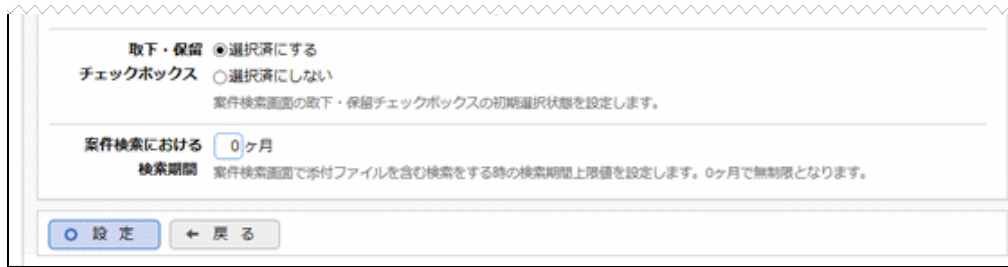 取下・保留 ◉選択済にする
チェックボックス ○選択済にしない
案件検索画面の取下・保留チェックボックスの初期選択状態を設定します。
案件検索における 0ヶ月
検索期間 案件検索画面で添付ファイルを含む検索をする時の検索期間上限値を設定します。0ヶ月で無制限となります。
設 定 ← 戻 る